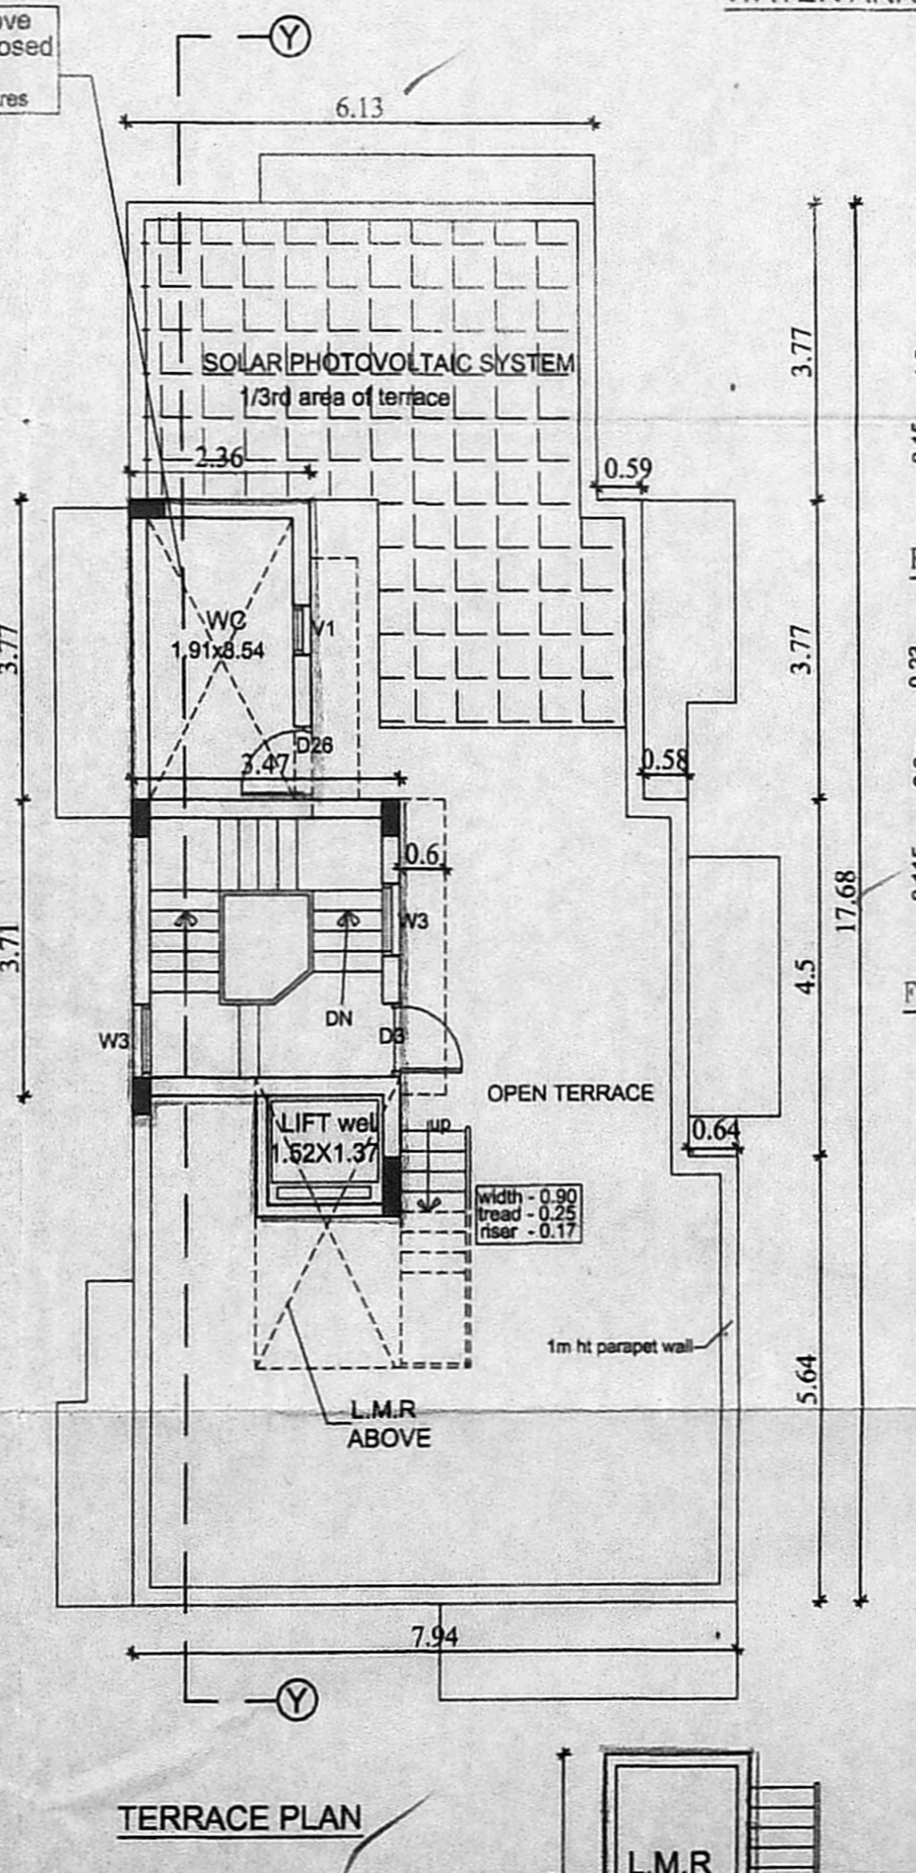 ove
osed
res
Y
6.13
SOLAR PHOTOVOLTAIC SYSTEM
1/3rd area of terrace
2.36
0.59
3.77
3.77
3.77
WC
1.91x3.54
V1
D26
3.47
0.58
0.6
W3
17.68
3.71
4.5
DN
D3
W3
OPEN TERRACE
LIFT wel
1.52X1.37
up
0.64
width - 0.90
tread - 0.25
riser - 0.17
1m ht parapet wall
5.64
L.M.R
ABOVE
7.94
Y
TERRACE PLAN
L.M.R